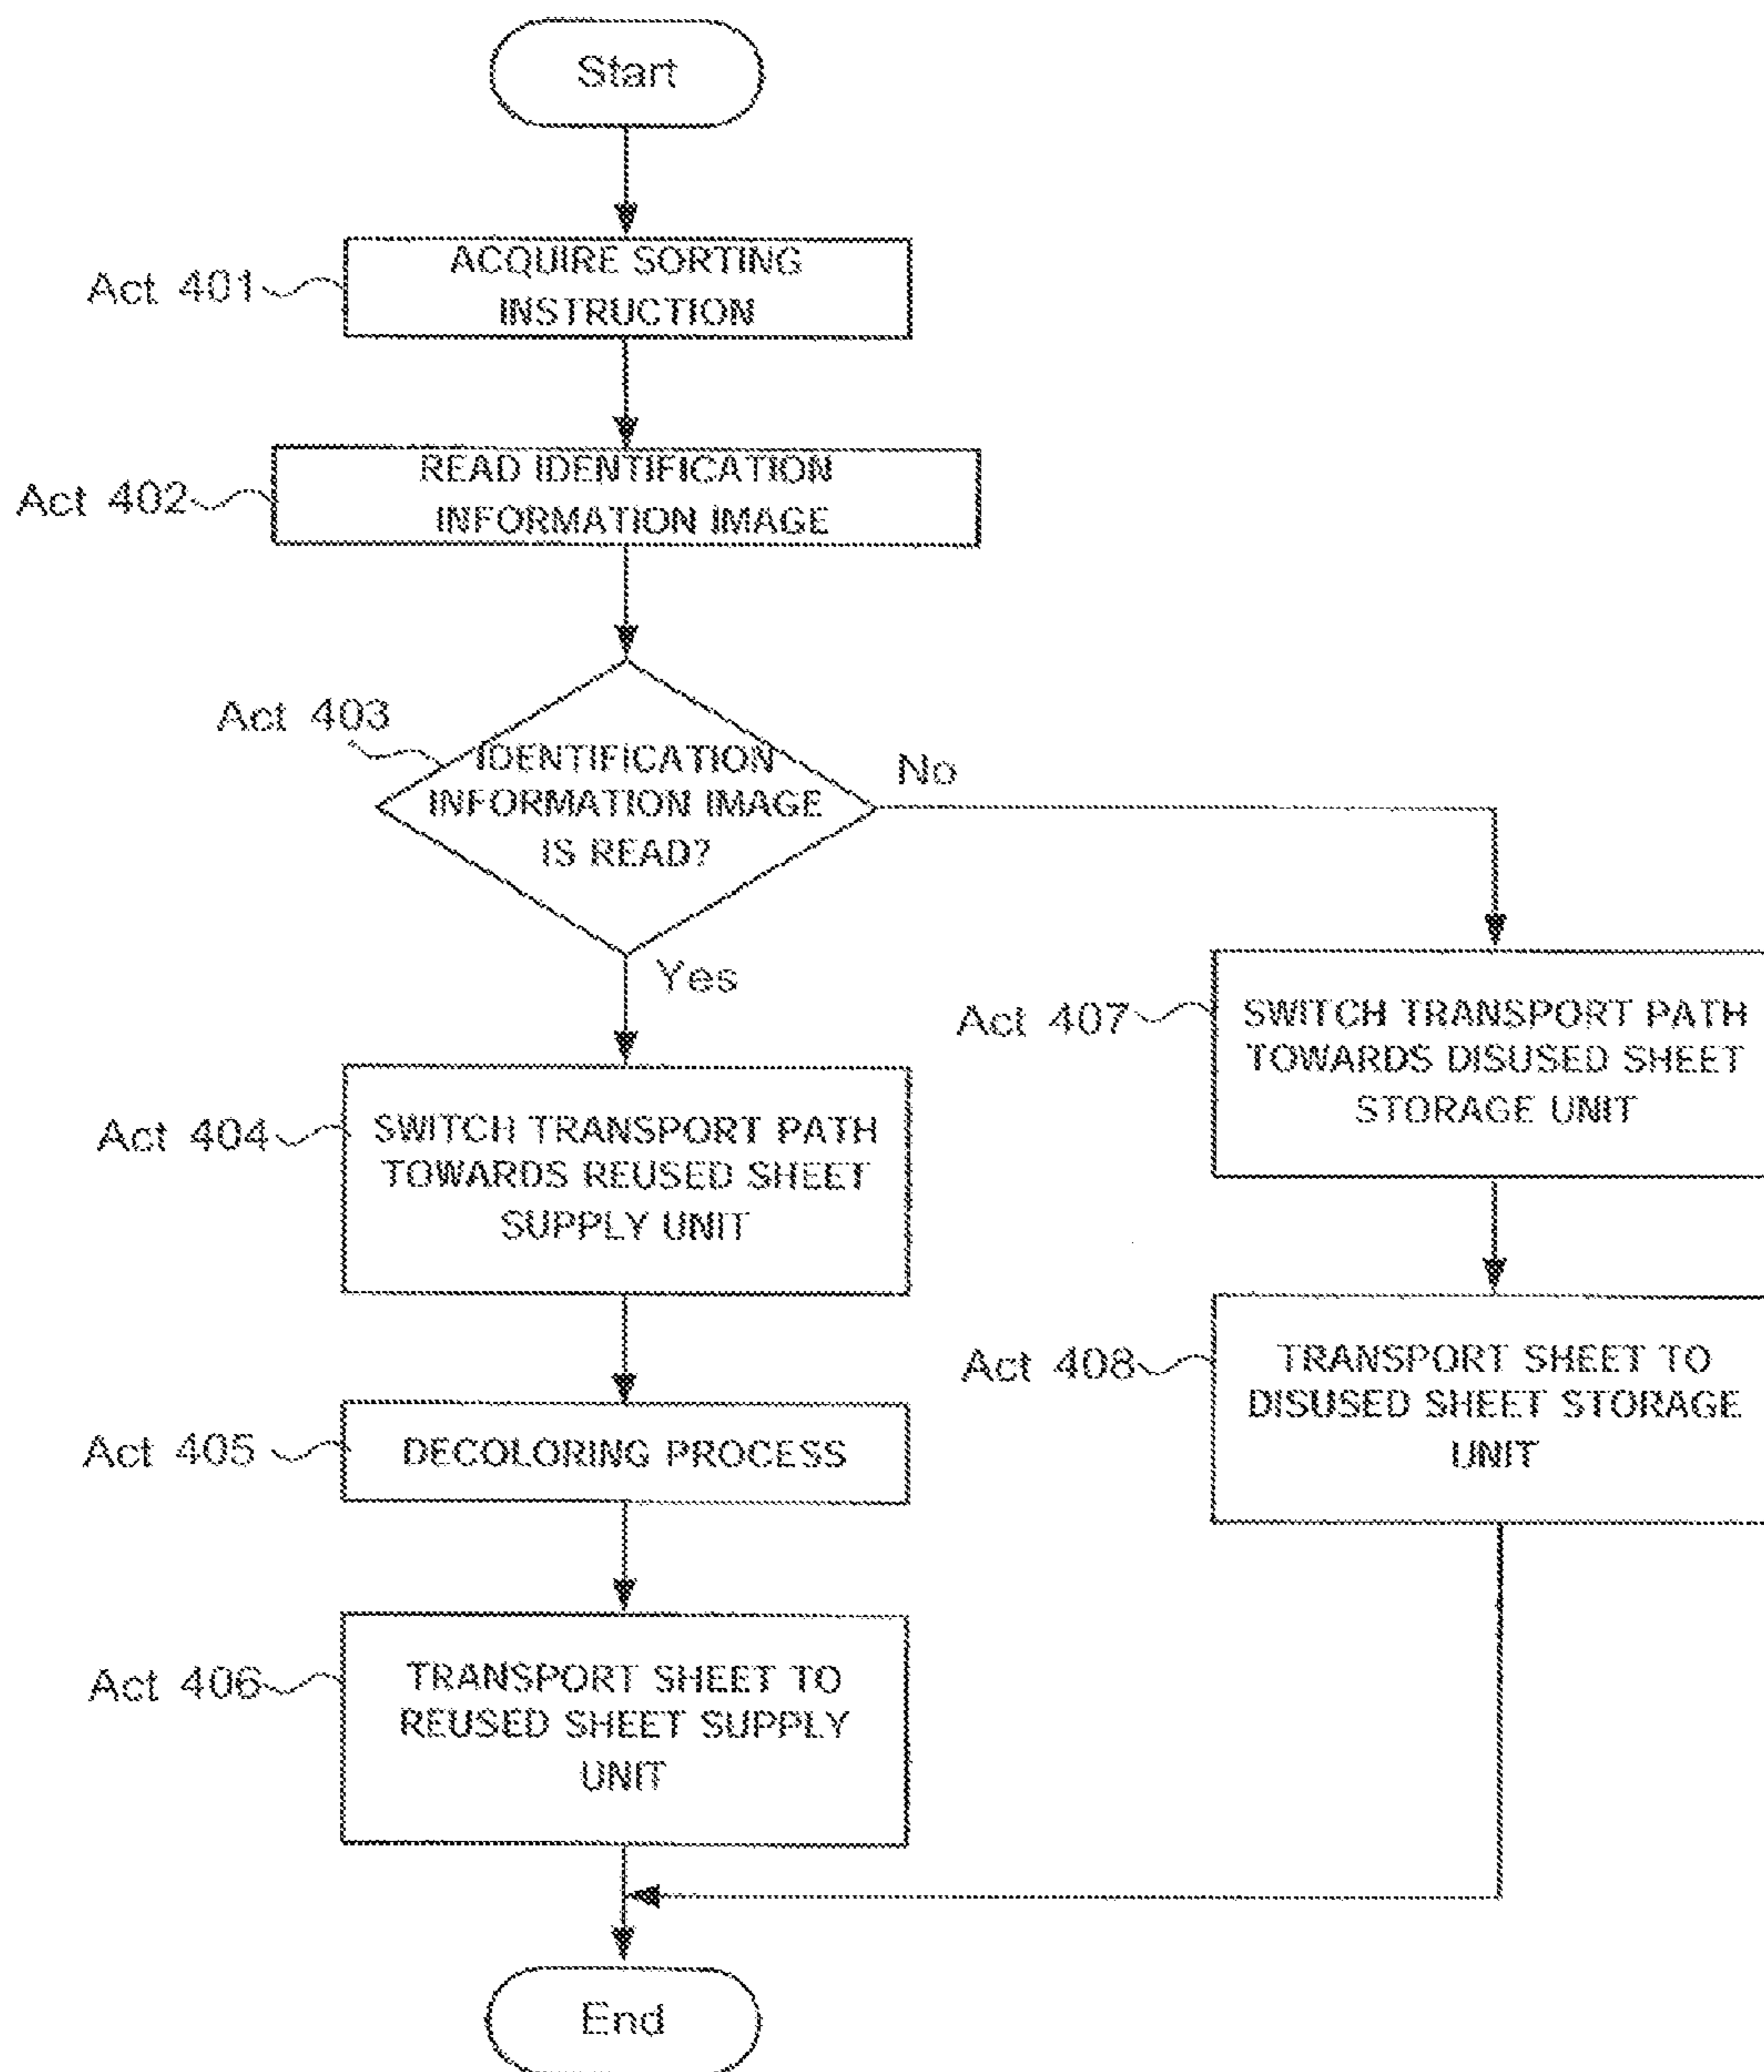 Start
Act 401
ACQUIRE SORTING
INSTRUCTION
Act 402
READ IDENTIFICATION
INFORMATION IMAGE
Act 403
IDENTIFICATION
INFORMATION IMAGE
IS READ?
No
Yes
Act 404
SWITCH TRANSPORT PATH
TOWARDS REUSED SHEET
SUPPLY UNIT
Act 407
SWITCH TRANSPORT PATH
TOWARDS DISUSED SHEET
STORAGE UNIT
Act 405
DECOLORING PROCESS
Act 408
TRANSPORT SHEET TO
DISUSED SHEET STORAGE
UNIT
Act 406
TRANSPORT SHEET TO
REUSED SHEET SUPPLY
UNIT
End